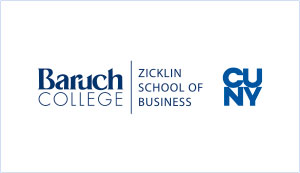 Baruch
COLLEGE
ZICKLIN
SCHOOL OF
BUSINESS
CU
NY